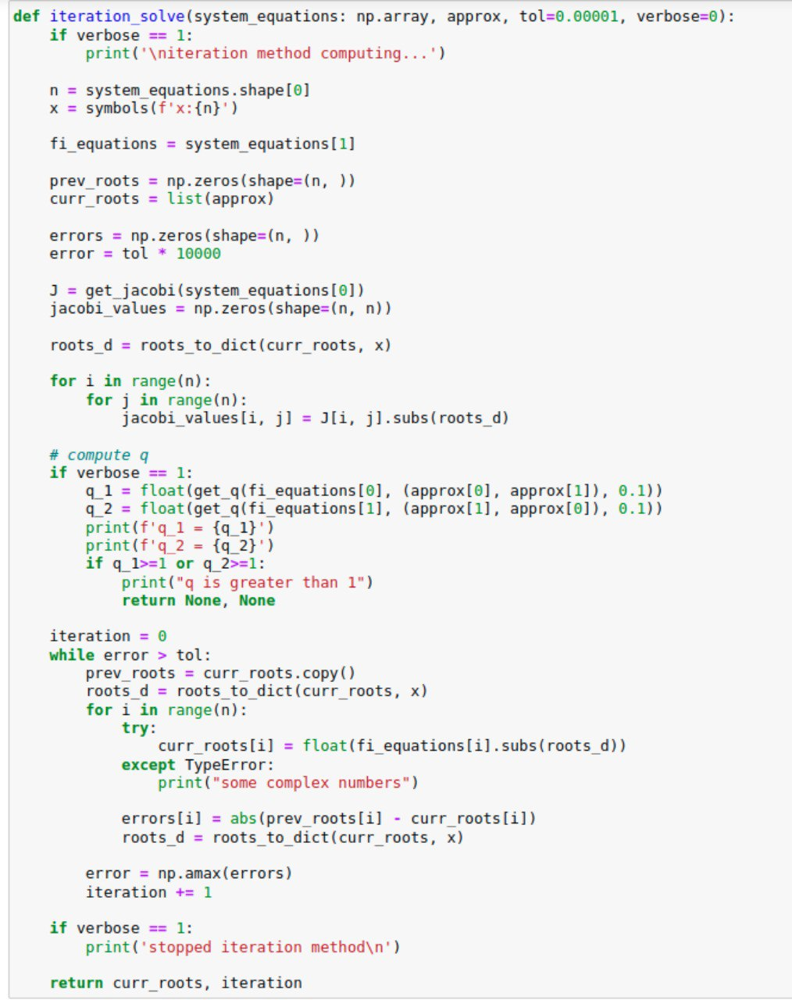 def iteration_solve(system_equations: np.array, approx, tol=0.00001, verbose=0):
    if verbose == 1:
        print('\niteration method computing...')

    n = system_equations.shape[0]
    x = symbols(f'x:{n}')

    fi_equations = system_equations[1]

    prev_roots = np.zeros(shape=(n, ))
    curr_roots = list(approx)

    errors = np.zeros(shape=(n, ))
    error = tol * 10000

    J = get_jacobi(system_equations[0])
    jacobi_values = np.zeros(shape=(n, n))

    roots_d = roots_to_dict(curr_roots, x)

    for i in range(n):
        for j in range(n):
            jacobi_values[i, j] = J[i, j].subs(roots_d)

    # compute q
    if verbose == 1:
        q_1 = float(get_q(fi_equations[0], (approx[0], approx[1]), 0.1))
        q_2 = float(get_q(fi_equations[1], (approx[1], approx[0]), 0.1))
        print(f'q_1 = {q_1}')
        print(f'q_2 = {q_2}')
        if q_1>=1 or q_2>=1:
            print("q is greater than 1")
            return None, None

    iteration = 0
    while error > tol:
        prev_roots = curr_roots.copy()
        roots_d = roots_to_dict(curr_roots, x)
        for i in range(n):
            try:
                curr_roots[i] = float(fi_equations[i].subs(roots_d))
            except TypeError:
                print("some complex numbers")

            errors[i] = abs(prev_roots[i] - curr_roots[i])
            roots_d = roots_to_dict(curr_roots, x)

        error = np.amax(errors)
        iteration += 1

    if verbose == 1:
        print('stopped iteration method\n')

    return curr_roots, iteration